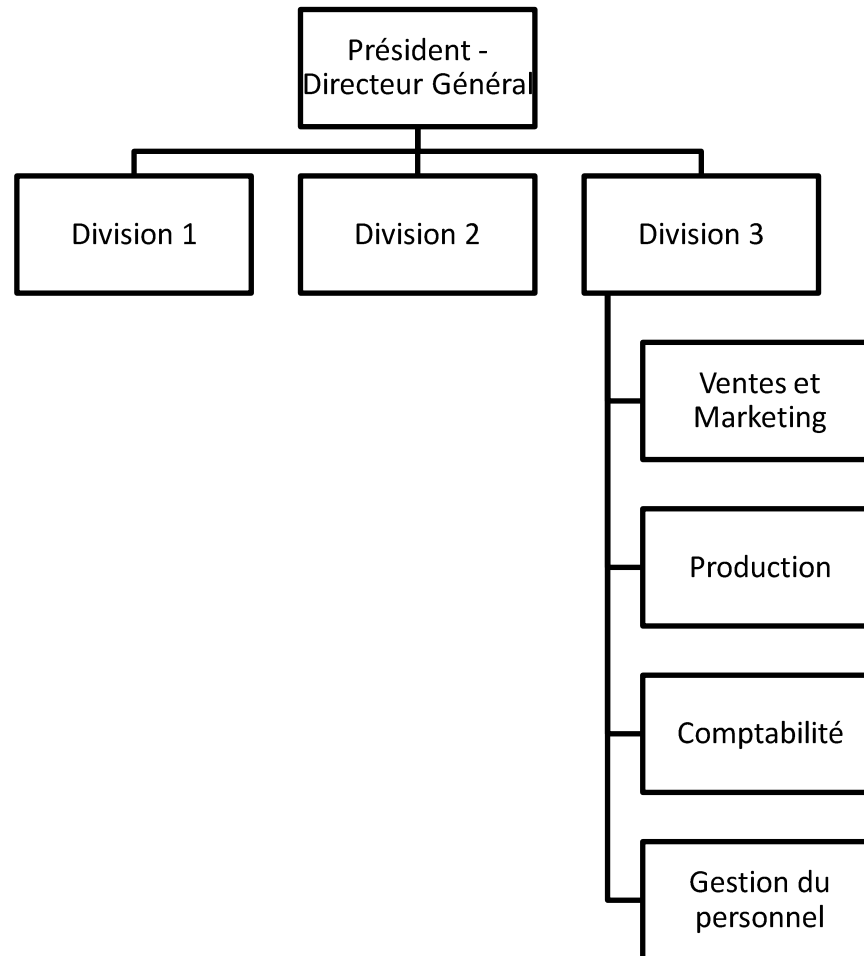 Président -
Directeur Général
Division 1
Division 2
Division 3
Ventes et
Marketing
Production
Comptabilité
Gestion du
personnel